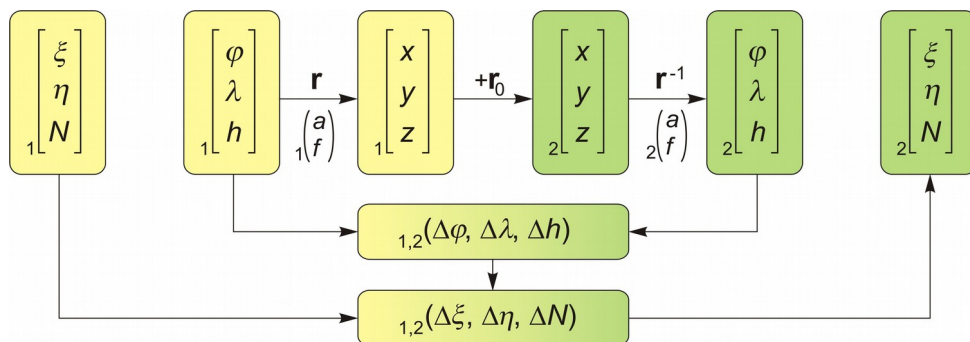 1 [ξ η N]
1 [φ λ h]
r
1 (a f)
1 [x y z]
+r0
2 [x y z]
r-1
2 (a f)
2 [φ λ h]
2 [ξ η N]
1,2(Δφ, Δλ, Δh)
1,2(Δξ, Δη, ΔN)